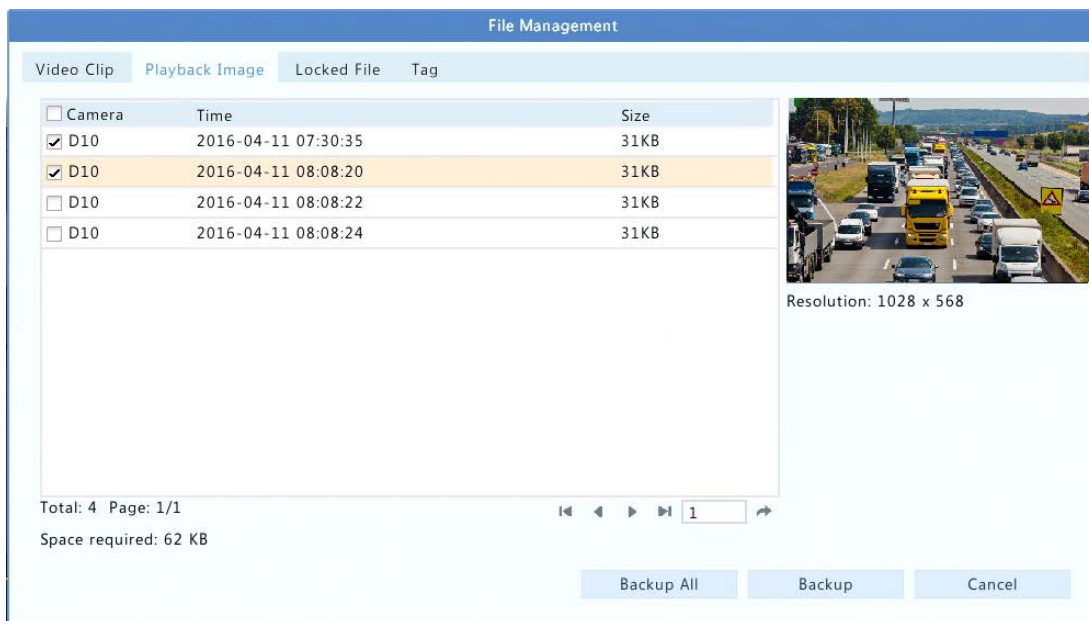 File Management
Video Clip Playback Image Locked File Tag
Camera Time Size
D10 2016-04-11 07:30:35 31KB
D10 2016-04-11 08:08:20 31KB
D10 2016-04-11 08:08:22 31KB
D10 2016-04-11 08:08:24 31KB
Resolution: 1028 x 568
Total: 4 Page: 1/1
1
Space required: 62 KB
Backup All Backup Cancel